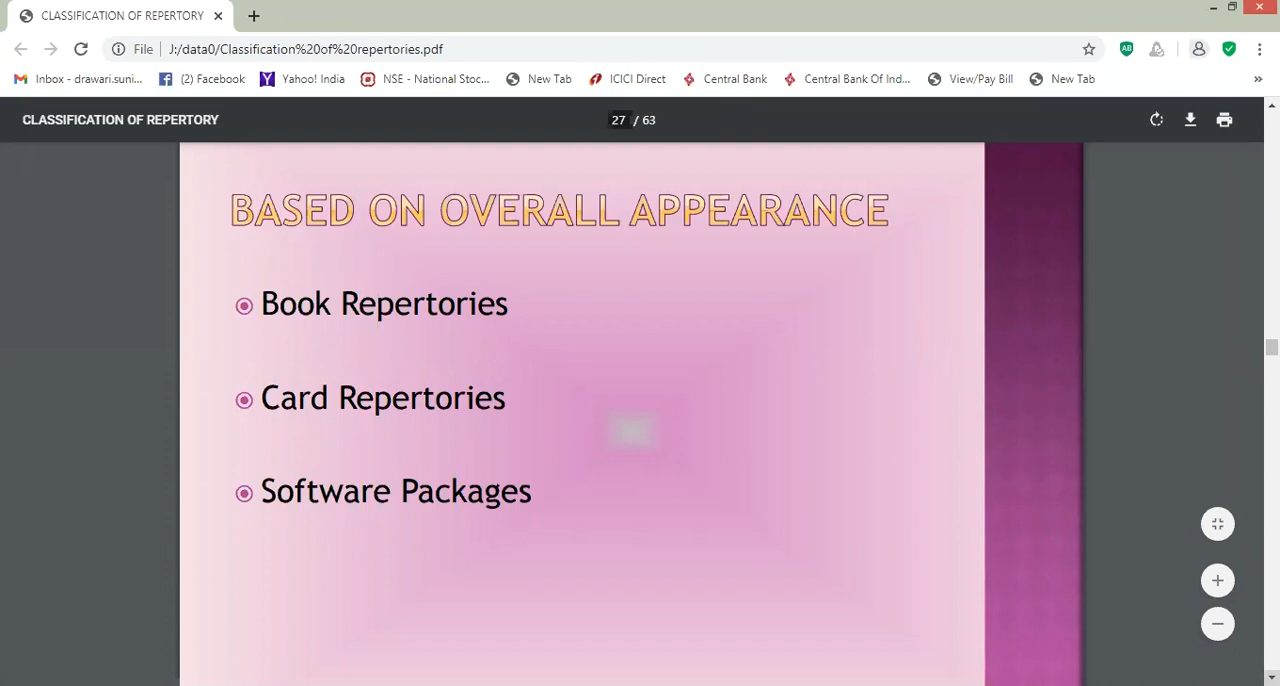 CLASSIFICATION OF REPERTORY
File J:/data0/Classification%20of%20repertories.pdf
AB
Inbox - drawari.suni... (2) Facebook Yahoo! India NSE - National Stoc... New Tab ICICI Direct Central Bank Central Bank Of Ind... View/Pay Bill New Tab »
CLASSIFICATION OF REPERTORY 27 / 63
BASED ON OVERALL APPEARANCE
Book Repertories
Card Repertories
Software Packages